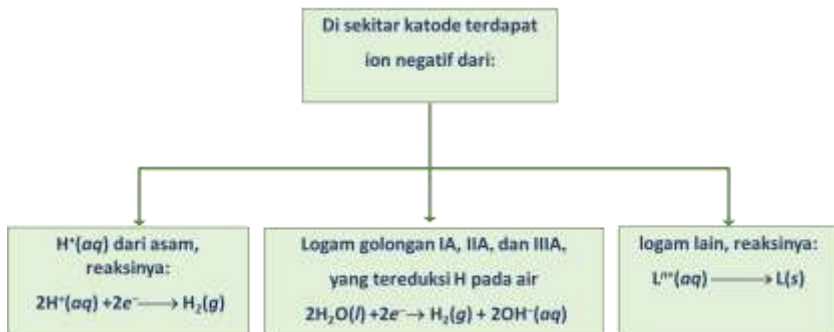 Di sekitar katode terdapat
ion negatif dari:
H⁺(aq) dari asam,
reaksinya:
2H⁺(aq) +2e⁻ ⟶ H₂(g)
Logam golongan IA, IIA, dan IIIA,
yang tereduksi H pada air
2H₂O(l) +2e⁻→ H₂(g) + 2OH⁻(aq)
logam lain, reaksinya:
Lⁿ⁺(aq) ⟶ L(s)